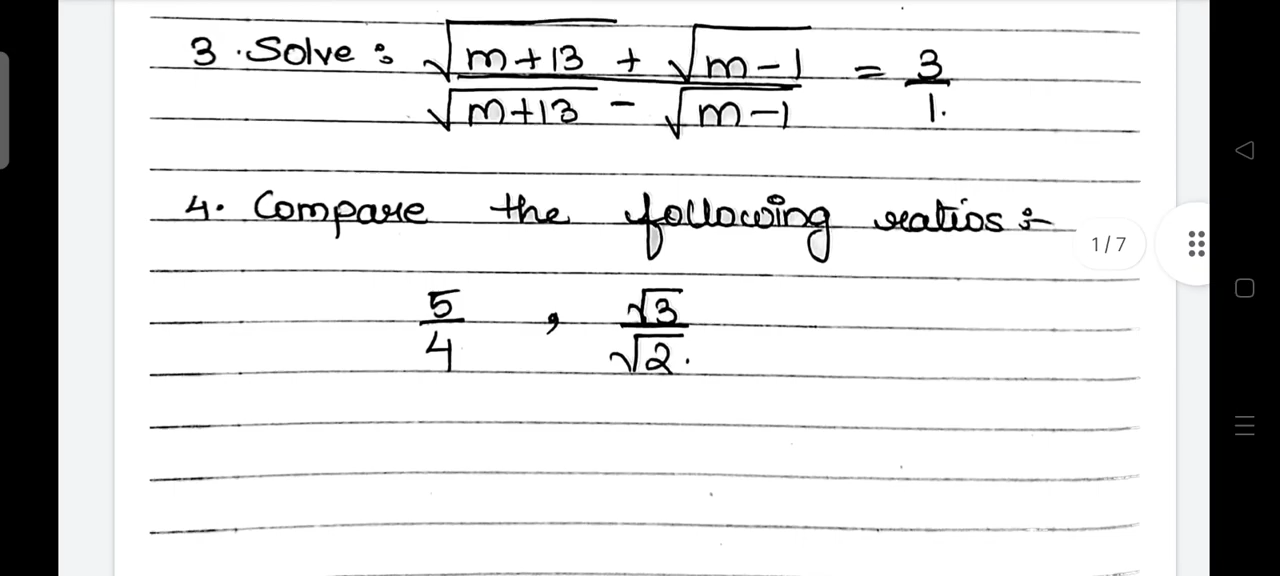 3. Solve : √m+13 + √m-1 = 3
√m+13 - √m-1 1.
4. Compare the following ratios :-
1/7
5 , √3
4 √2.